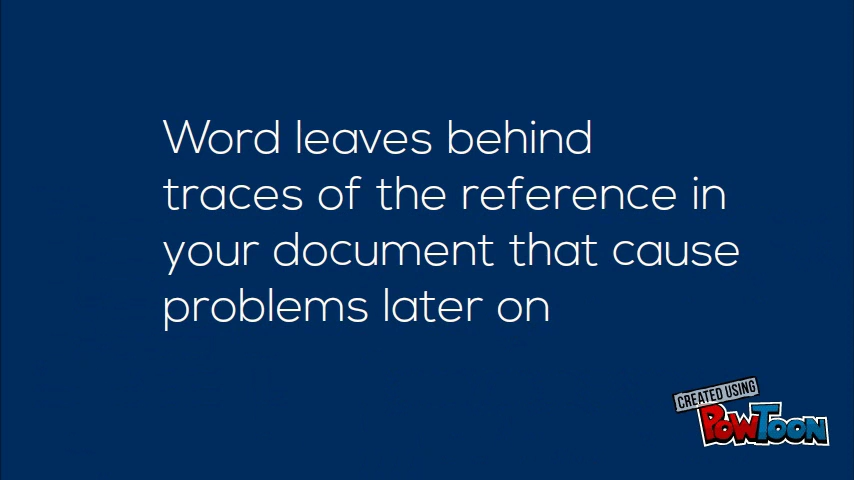 Word leaves behind
traces of the reference in
your document that cause
problems later on
CREATED USING
POWTOON